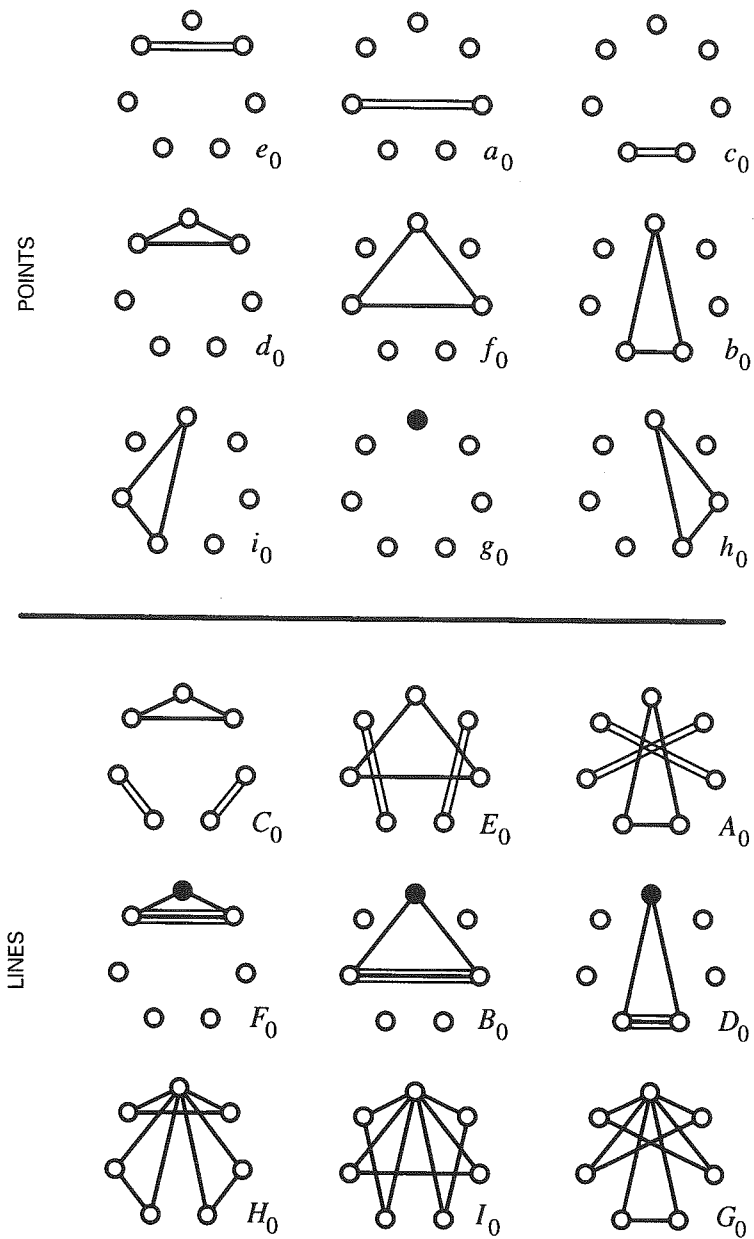 e₀ a₀ c₀
POINTS
d₀ f₀ b₀
i₀ g₀ h₀
C₀ E₀ A₀
LINES
F₀ B₀ D₀
H₀ I₀ G₀